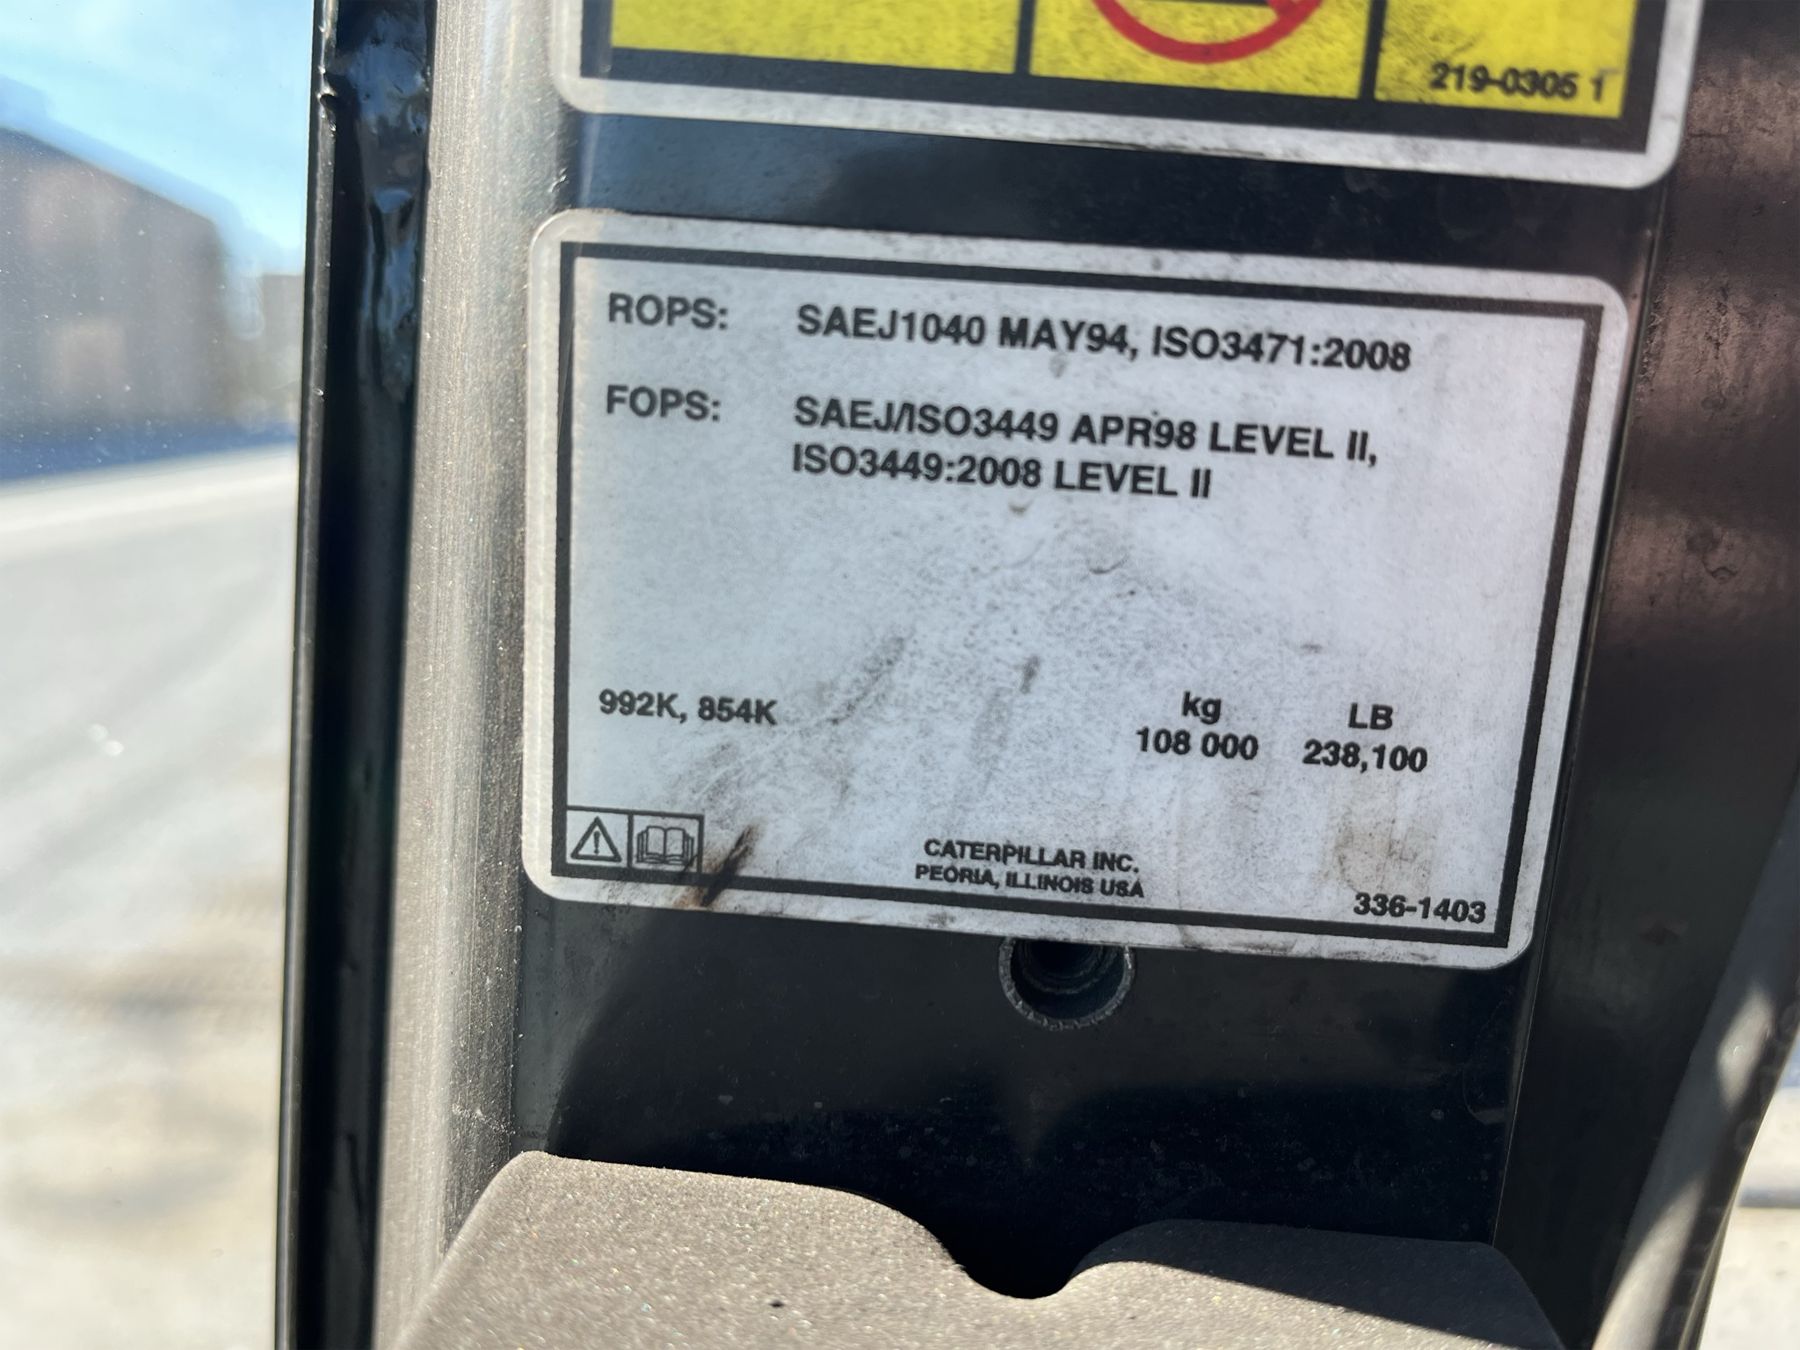 219-0305 1
ROPS: SAEJ1040 MAY94, ISO3471:2008
FOPS: SAEJ/ISO3449 APR98 LEVEL II,
ISO3449:2008 LEVEL II
kg LB
992K, 854K 108 000 238,100
CATERPILLAR INC.
PEORIA, ILLINOIS USA
336-1403